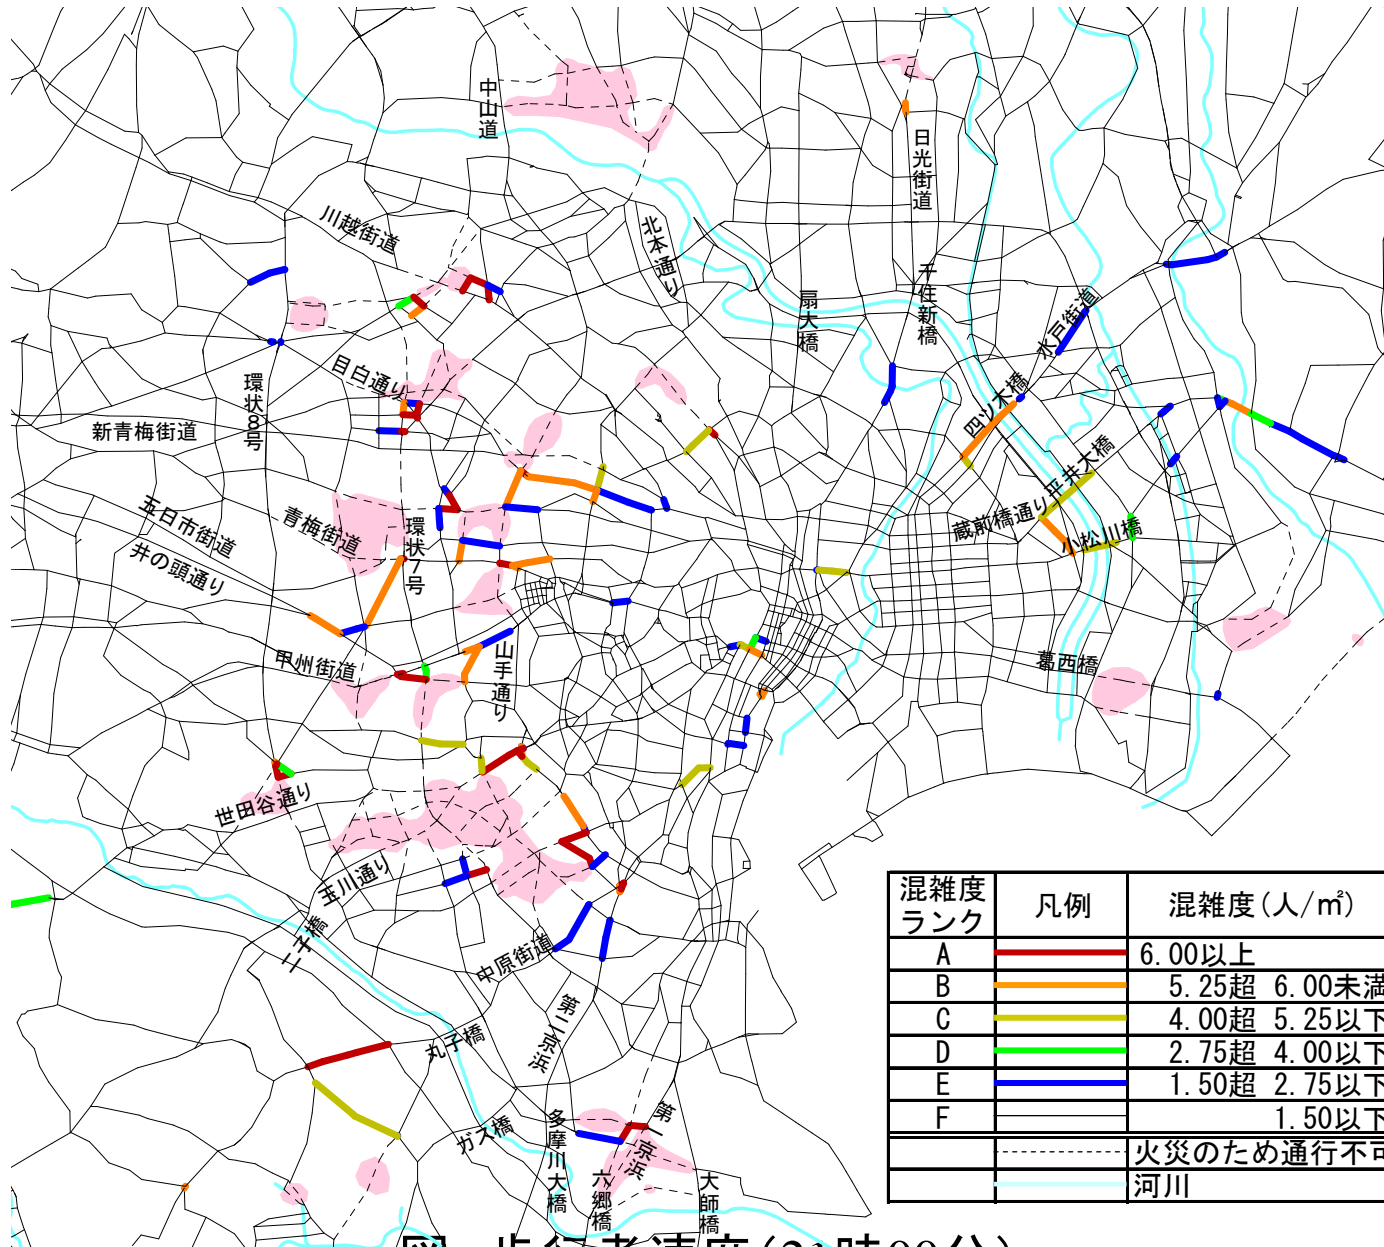 中山道
日光街道
川越街道
北本通り
千住新橋
扇大橋
水戸街道
目白通り
環状8号
四ツ木橋
新青梅街道
平井大橋
五日市街道
青梅街道
環状7号
蔵前橋通り
小松川橋
井の頭通り
甲州街道
山手通り
葛西橋
世田谷通り
玉川通り
二子橋
中原街道
第二京浜
丸子橋
ガス橋
多摩川大橋
第一京浜
六郷橋
大師橋
混雑度ランク 凡例 混雑度(人/㎡)
A 6.00以上
B 5.25超 6.00未満
C 4.00超 5.25以下
D 2.75超 4.00以下
E 1.50超 2.75以下
F 1.50以下
火災のため通行不可
河川